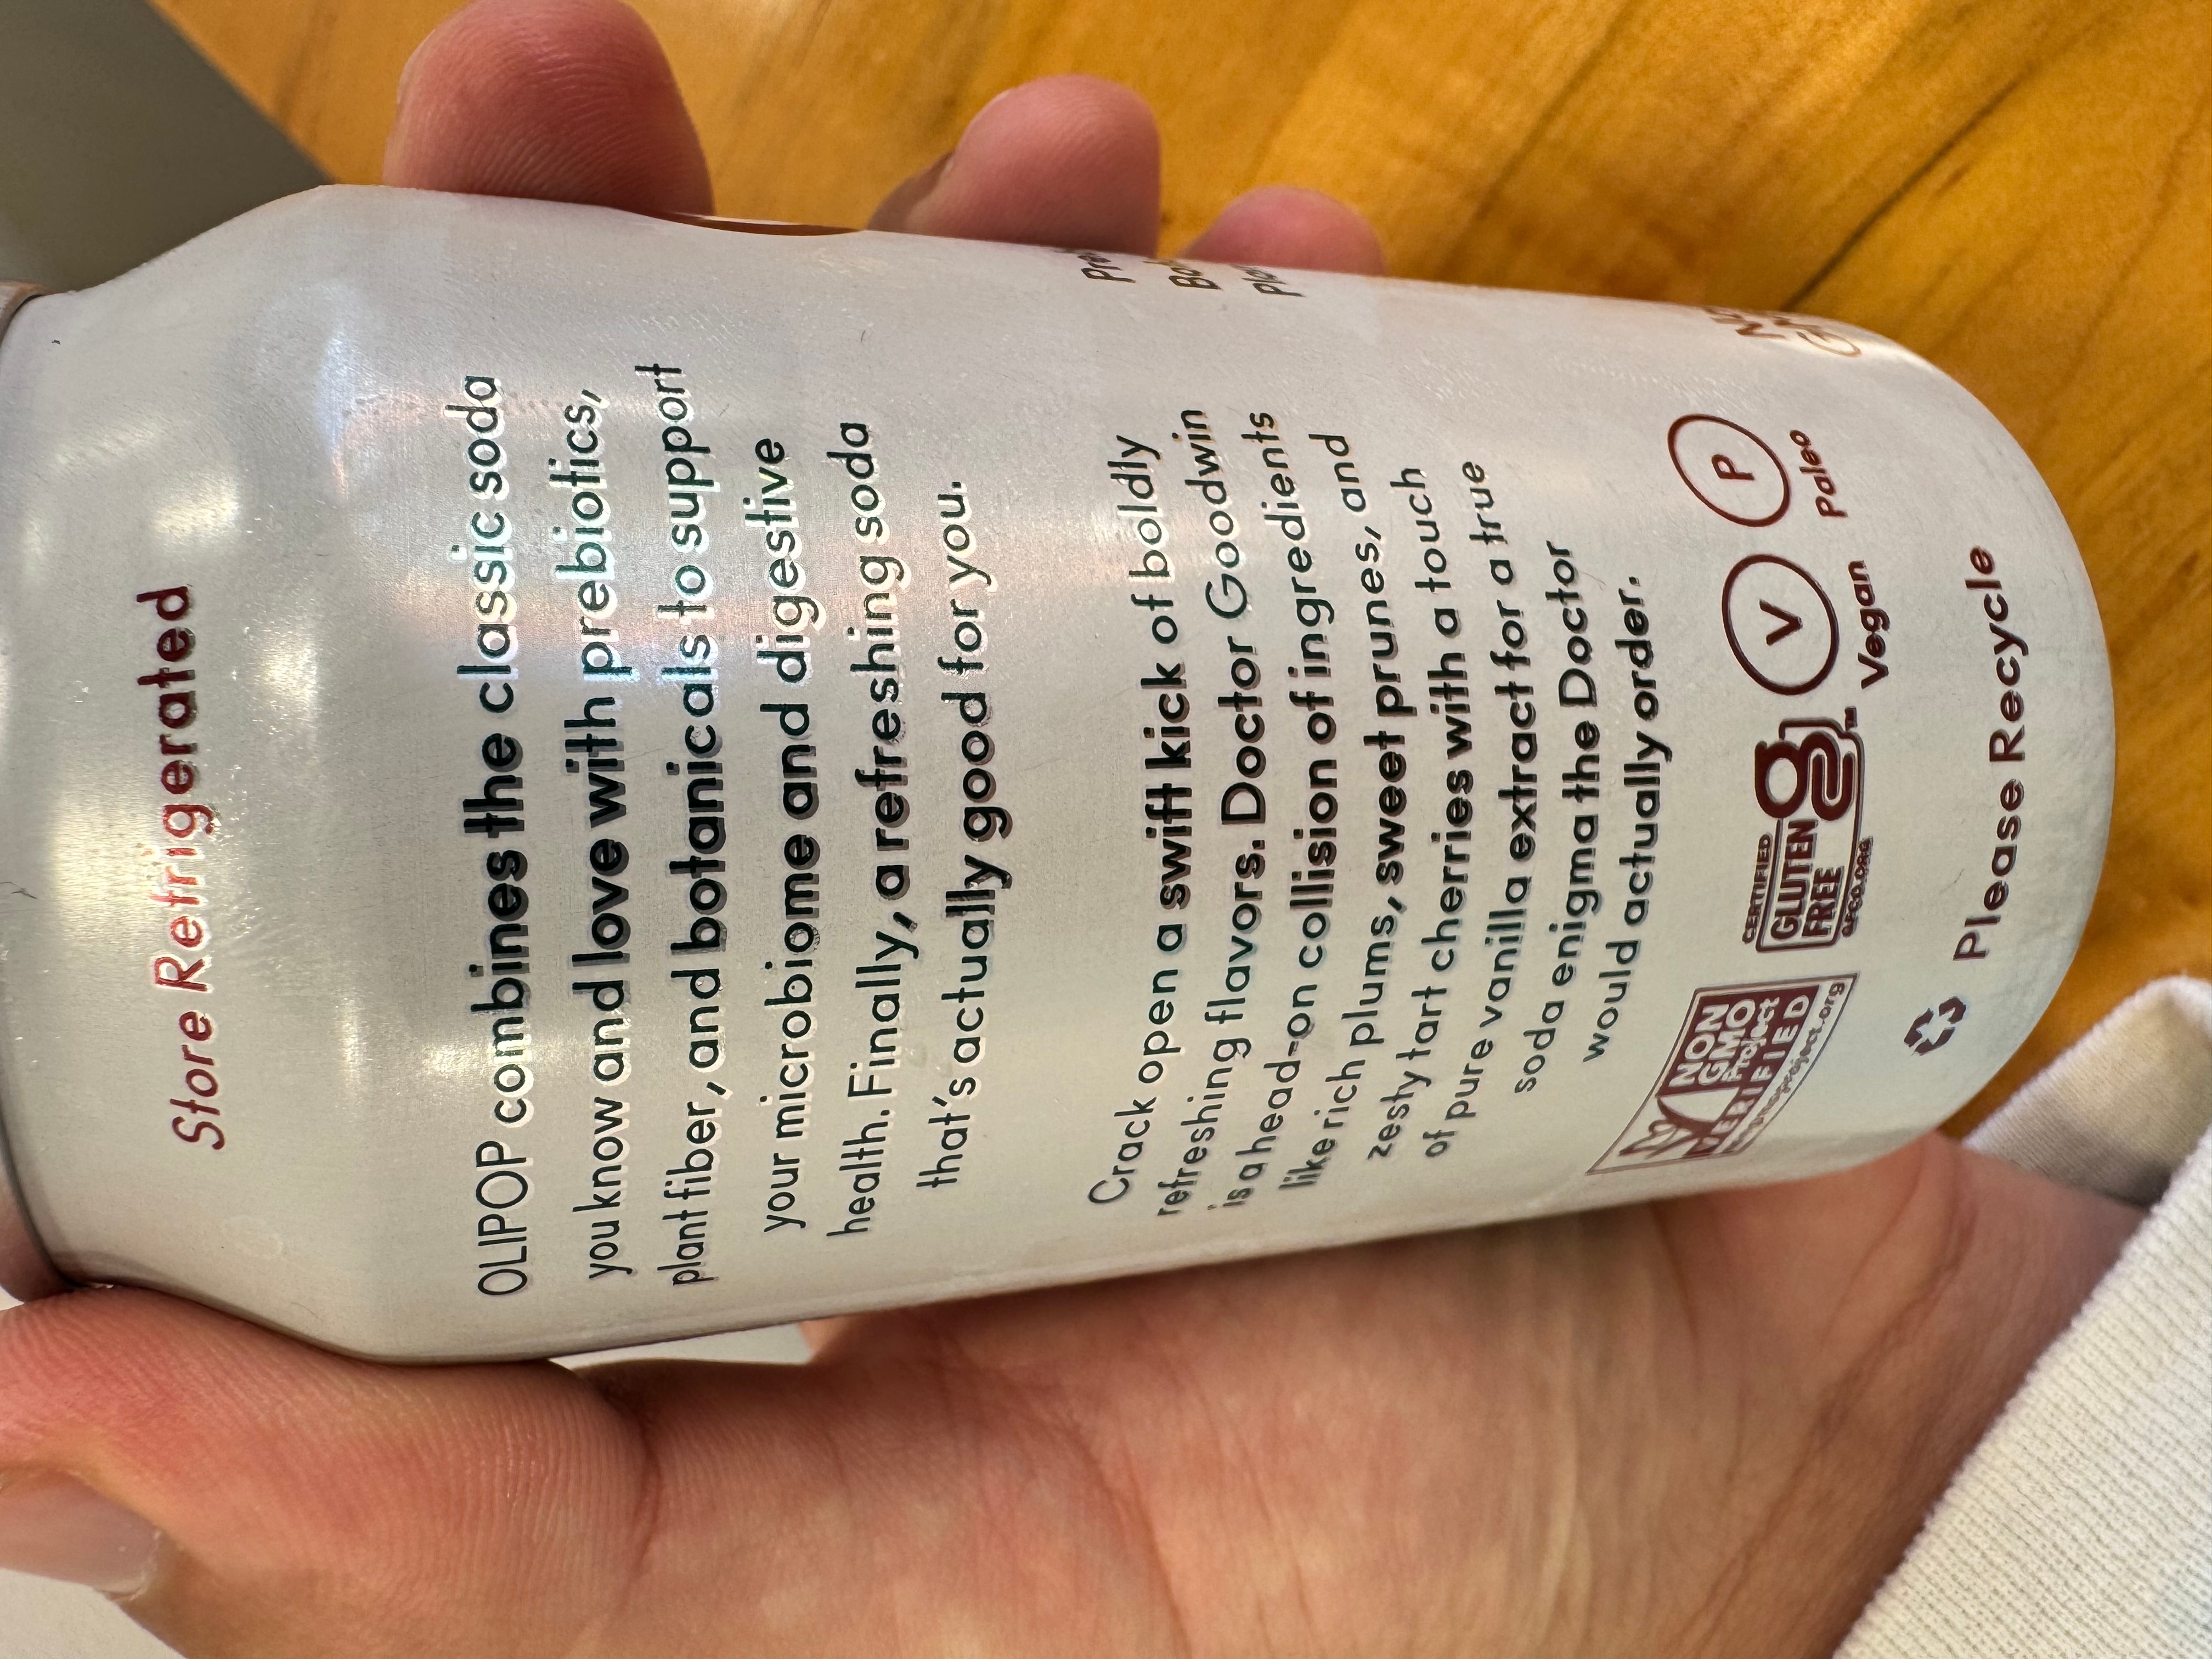 Store Refrigerated
OLIPOP combines the classic soda
you know and love with prebiotics,
plant fiber, and botanicals to support
your microbiome and digestive
health. Finally, a refreshing soda
that's actually good for you.
Crack open a swift kick of boldly
refreshing flavors. Doctor Goodwin
is a head-on collision of ingredients
like rich plums, sweet prunes, and
zesty tart cherries with a touch
of pure vanilla extract for a true
soda enigma the Doctor
would actually order.
NON
GMO
Project
VERIFIED
nongmoproject.org
CERTIFIED
GLUTEN
FREE
g™
GFCO.ORG
V
Vegan
P
Paleo
Please Recycle